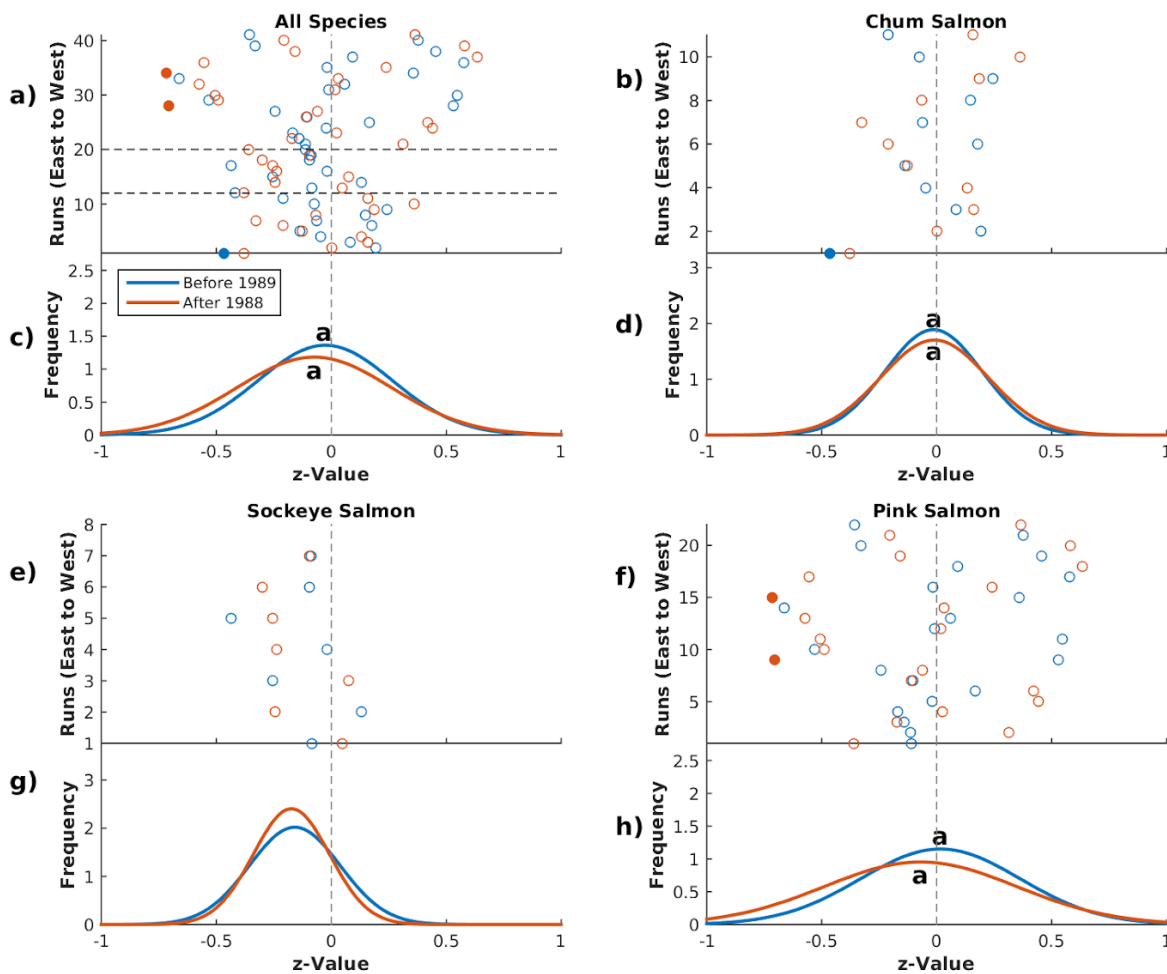 All Species
a)
Runs (East to West)
40
30
20
10
c)
Frequency
2.5
2
1.5
1
0.5
0
Before 1989
After 1988
a
a
-1
-0.5
0
0.5
1
z-Value
Chum Salmon
b)
Runs (East to West)
10
8
6
4
2
d)
Frequency
3
2
1
0
a
a
-1
-0.5
0
0.5
1
z-Value
Sockeye Salmon
e)
Runs (East to West)
8
7
6
5
4
3
2
1
g)
Frequency
3
2
1
0
-1
-0.5
0
0.5
1
z-Value
Pink Salmon
f)
Runs (East to West)
20
15
10
5
h)
Frequency
2.5
2
1.5
1
0.5
0
a
a
-1
-0.5
0
0.5
1
z-Value